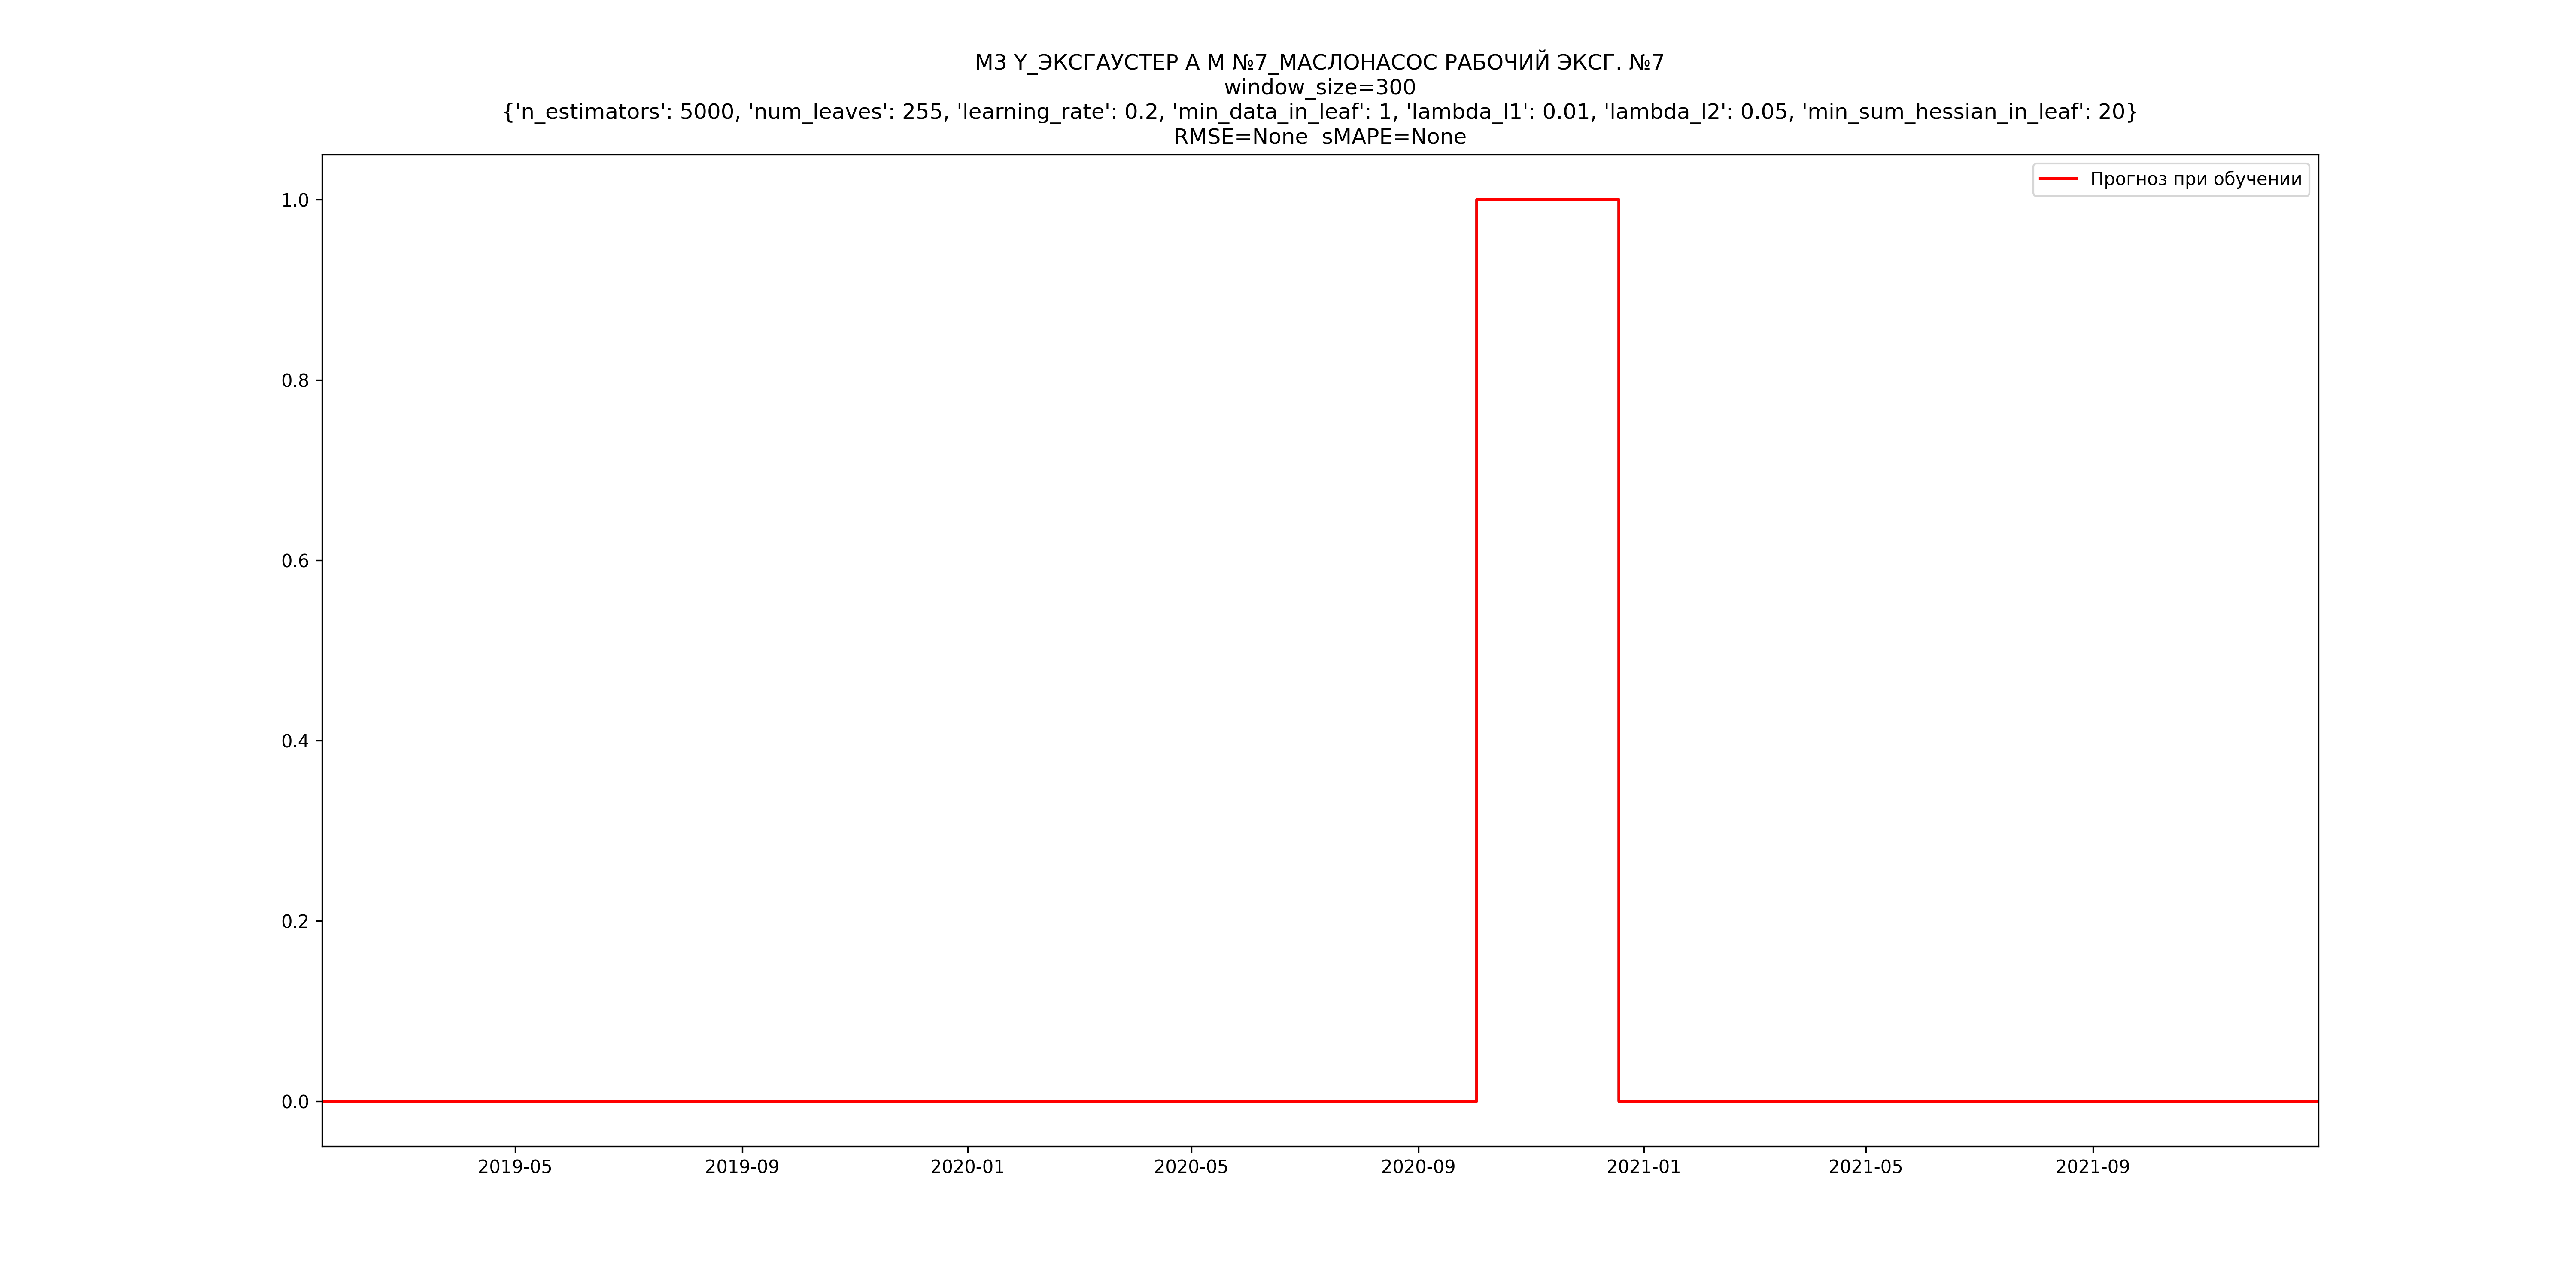 М3 Y_ЭКСГАУСТЕР А М №7_МАСЛОНАСОС РАБОЧИЙ ЭКСГ. №7
window_size=300
{'n_estimators': 5000, 'num_leaves': 255, 'learning_rate': 0.2, 'min_data_in_leaf': 1, 'lambda_l1': 0.01, 'lambda_l2': 0.05, 'min_sum_hessian_in_leaf': 20}
RMSE=None  sMAPE=None
Прогноз при обучении
1.0
0.8
0.6
0.4
0.2
0.0
2019-05
2019-09
2020-01
2020-05
2020-09
2021-01
2021-05
2021-09